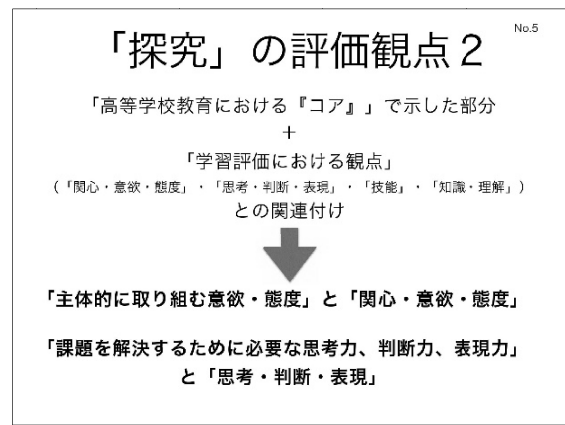 No.5
「探究」の評価観点２
「高等学校教育における『コア』」で示した部分
+
「学習評価における観点」
(「関心・意欲・態度」・「思考・判断・表現」・「技能」・「知識・理解」)
との関連付け
「主体的に取り組む意欲・態度」と「関心・意欲・態度」
「課題を解決するために必要な思考力、判断力、表現力」
と「思考・判断・表現」